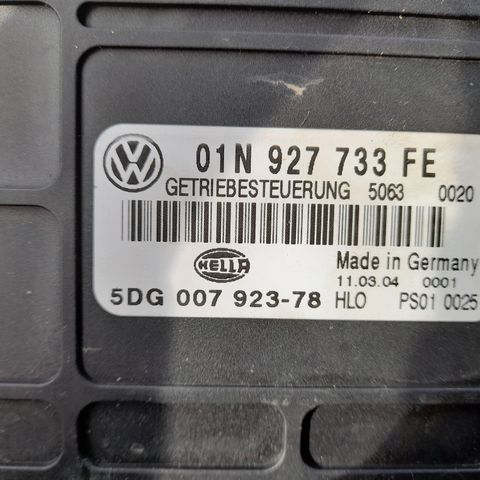 01N 927 733 FE
GETRIEBESTEUERUNG 5063 0020
HELLA
Made in Germany
11.03.04 0001
5DG 007 923-78 HLO PS01 0025